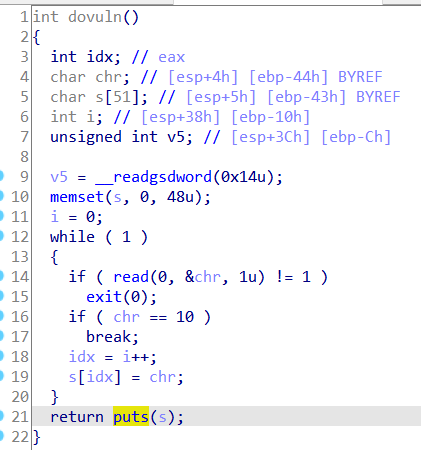 1 int dovuln()
2 {
3 int idx; // eax
4 char chr; // [esp+4h] [ebp-44h] BYREF
5 char s[51]; // [esp+5h] [ebp-43h] BYREF
6 int i; // [esp+38h] [ebp-10h]
7 unsigned int v5; // [esp+3Ch] [ebp-Ch]
8
9 v5 = __readgsdword(0x14u);
10 memset(s, 0, 48u);
11 i = 0;
12 while ( 1 )
13 {
14 if ( read(0, &chr, 1u) != 1 )
15 exit(0);
16 if ( chr == 10 )
17 break;
18 idx = i++;
19 s[idx] = chr;
20 }
21 return puts(s);
22 }